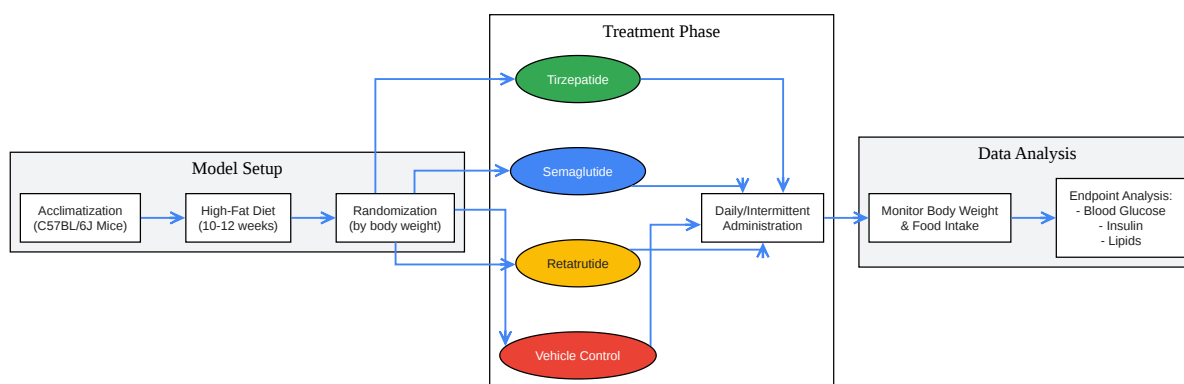 Model Setup
Acclimatization
(C57BL/6J Mice)
High-Fat Diet
(10-12 weeks)
Randomization
(by body weight)
Treatment Phase
Tirzepatide
Semaglutide
Retatrutide
Vehicle Control
Daily/Intermittent
Administration
Data Analysis
Monitor Body Weight
& Food Intake
Endpoint Analysis:
- Blood Glucose
- Insulin
- Lipids